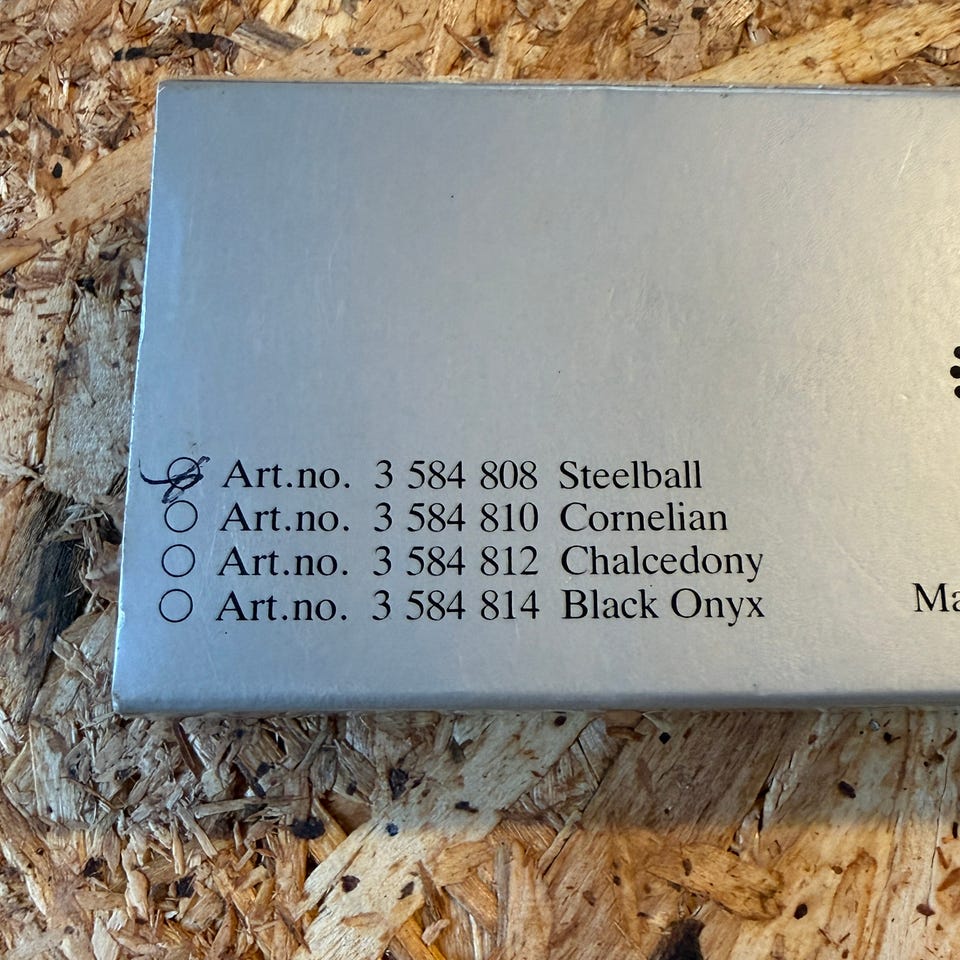 Art.no. 3 584 808 Steelball
Art.no. 3 584 810 Cornelian
Art.no. 3 584 812 Chalcedony
Art.no. 3 584 814 Black Onyx